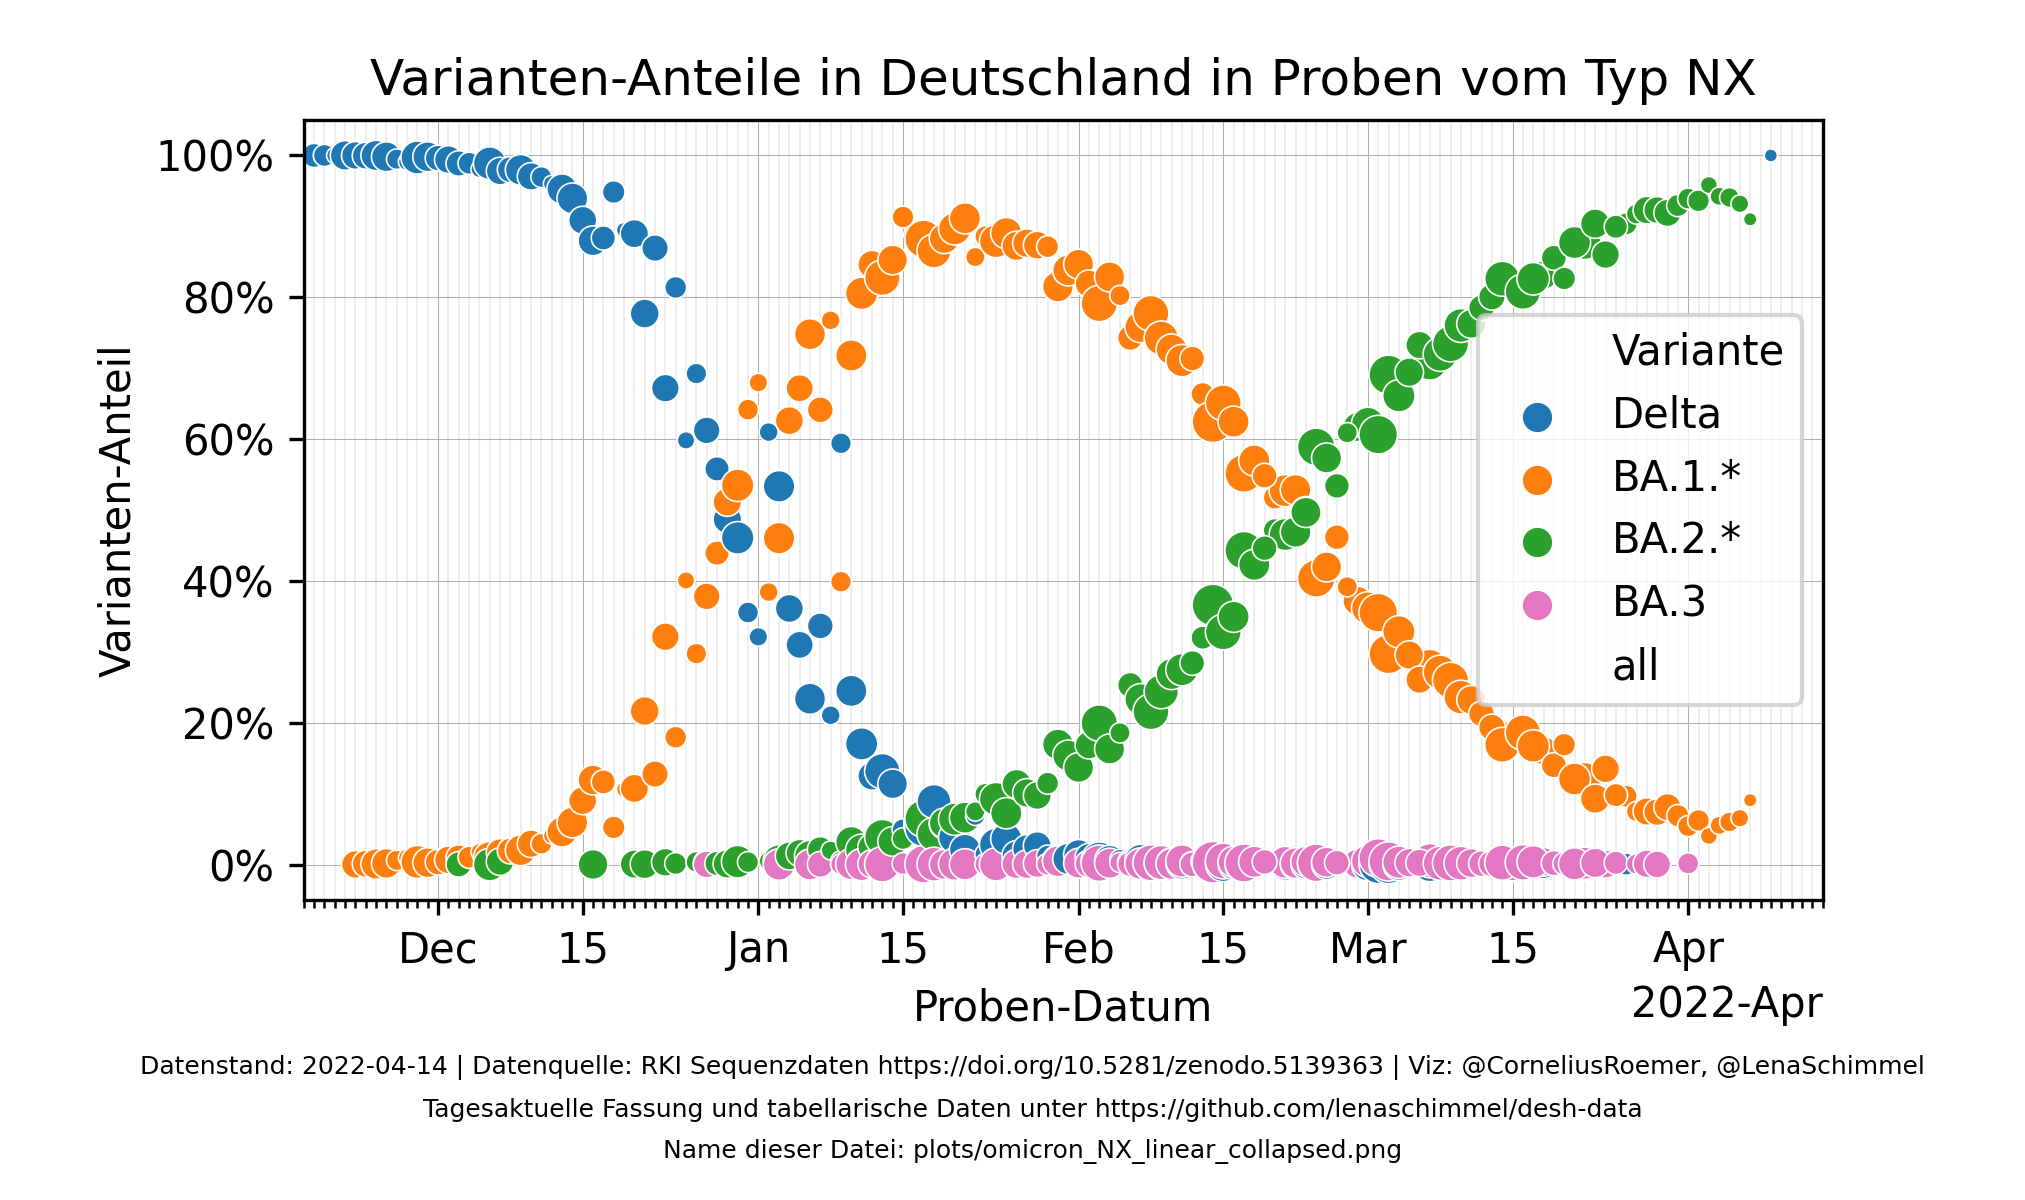 Varianten-Anteile in Deutschland in Proben vom Typ NX
Varianten-Anteil
100%
80%
60%
40%
20%
0%
Variante
Delta
BA.1.*
BA.2.*
BA.3
all
Dec 15 Jan 15 Feb 15 Mar 15 Apr
2022-Apr
Proben-Datum
Datenstand: 2022-04-14 | Datenquelle: RKI Sequenzdaten https://doi.org/10.5281/zenodo.5139363 | Viz: @CorneliusRoemer, @LenaSchimmel
Tagesaktuelle Fassung und tabellarische Daten unter https://github.com/lenaschimmel/desh-data
Name dieser Datei: plots/omicron_NX_linear_collapsed.png